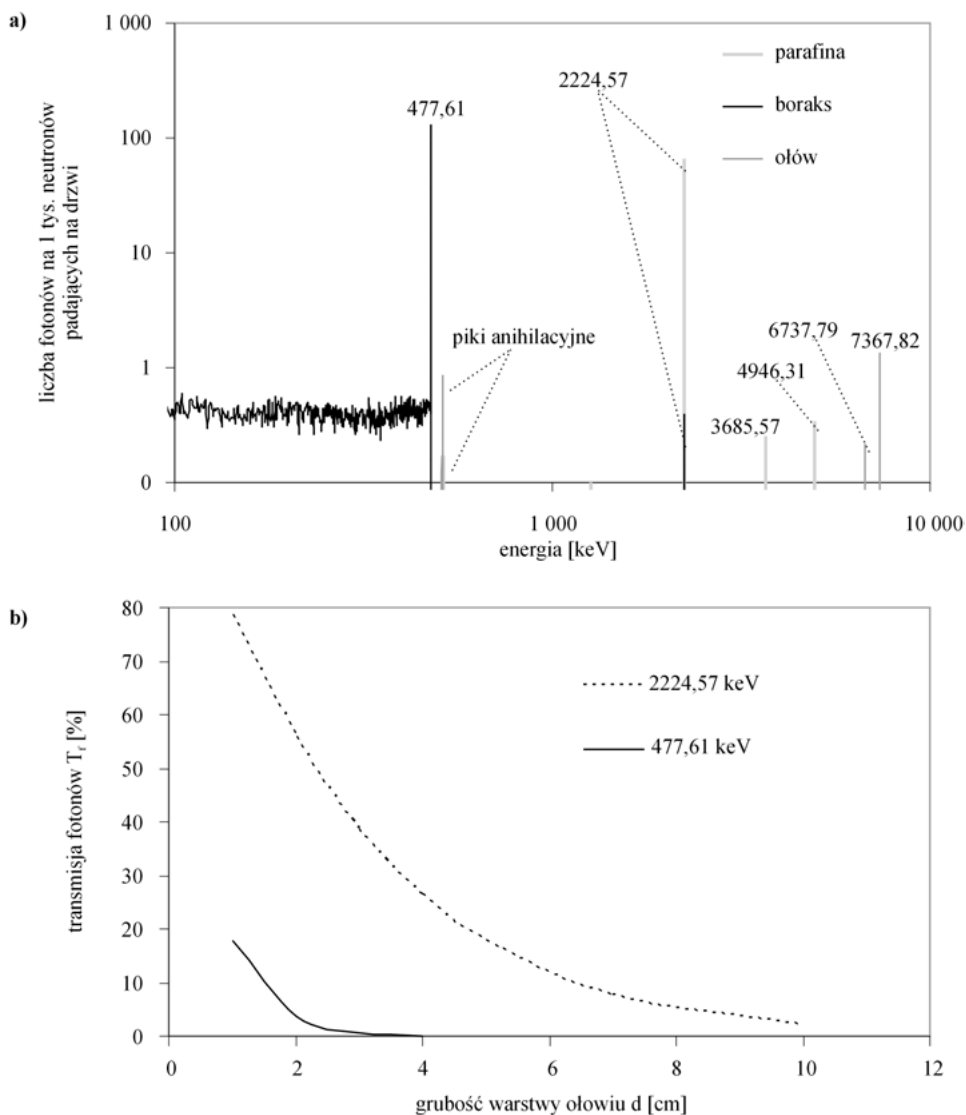 a)
liczba fotonów na 1 tys. neutronów
padających na drzwi
1 000
100
10
1
0
477,61
2224,57
parafina
boraks
ołów
piki anihilacyjne
6737,79
7367,82
4946,31
3685,57
100
1 000
10 000
energia [keV]
b)
transmisja fotonów Tr [%]
80
70
60
50
40
30
20
10
0
2224,57 keV
477,61 keV
0
2
4
6
8
10
12
grubość warstwy ołowiu d [cm]